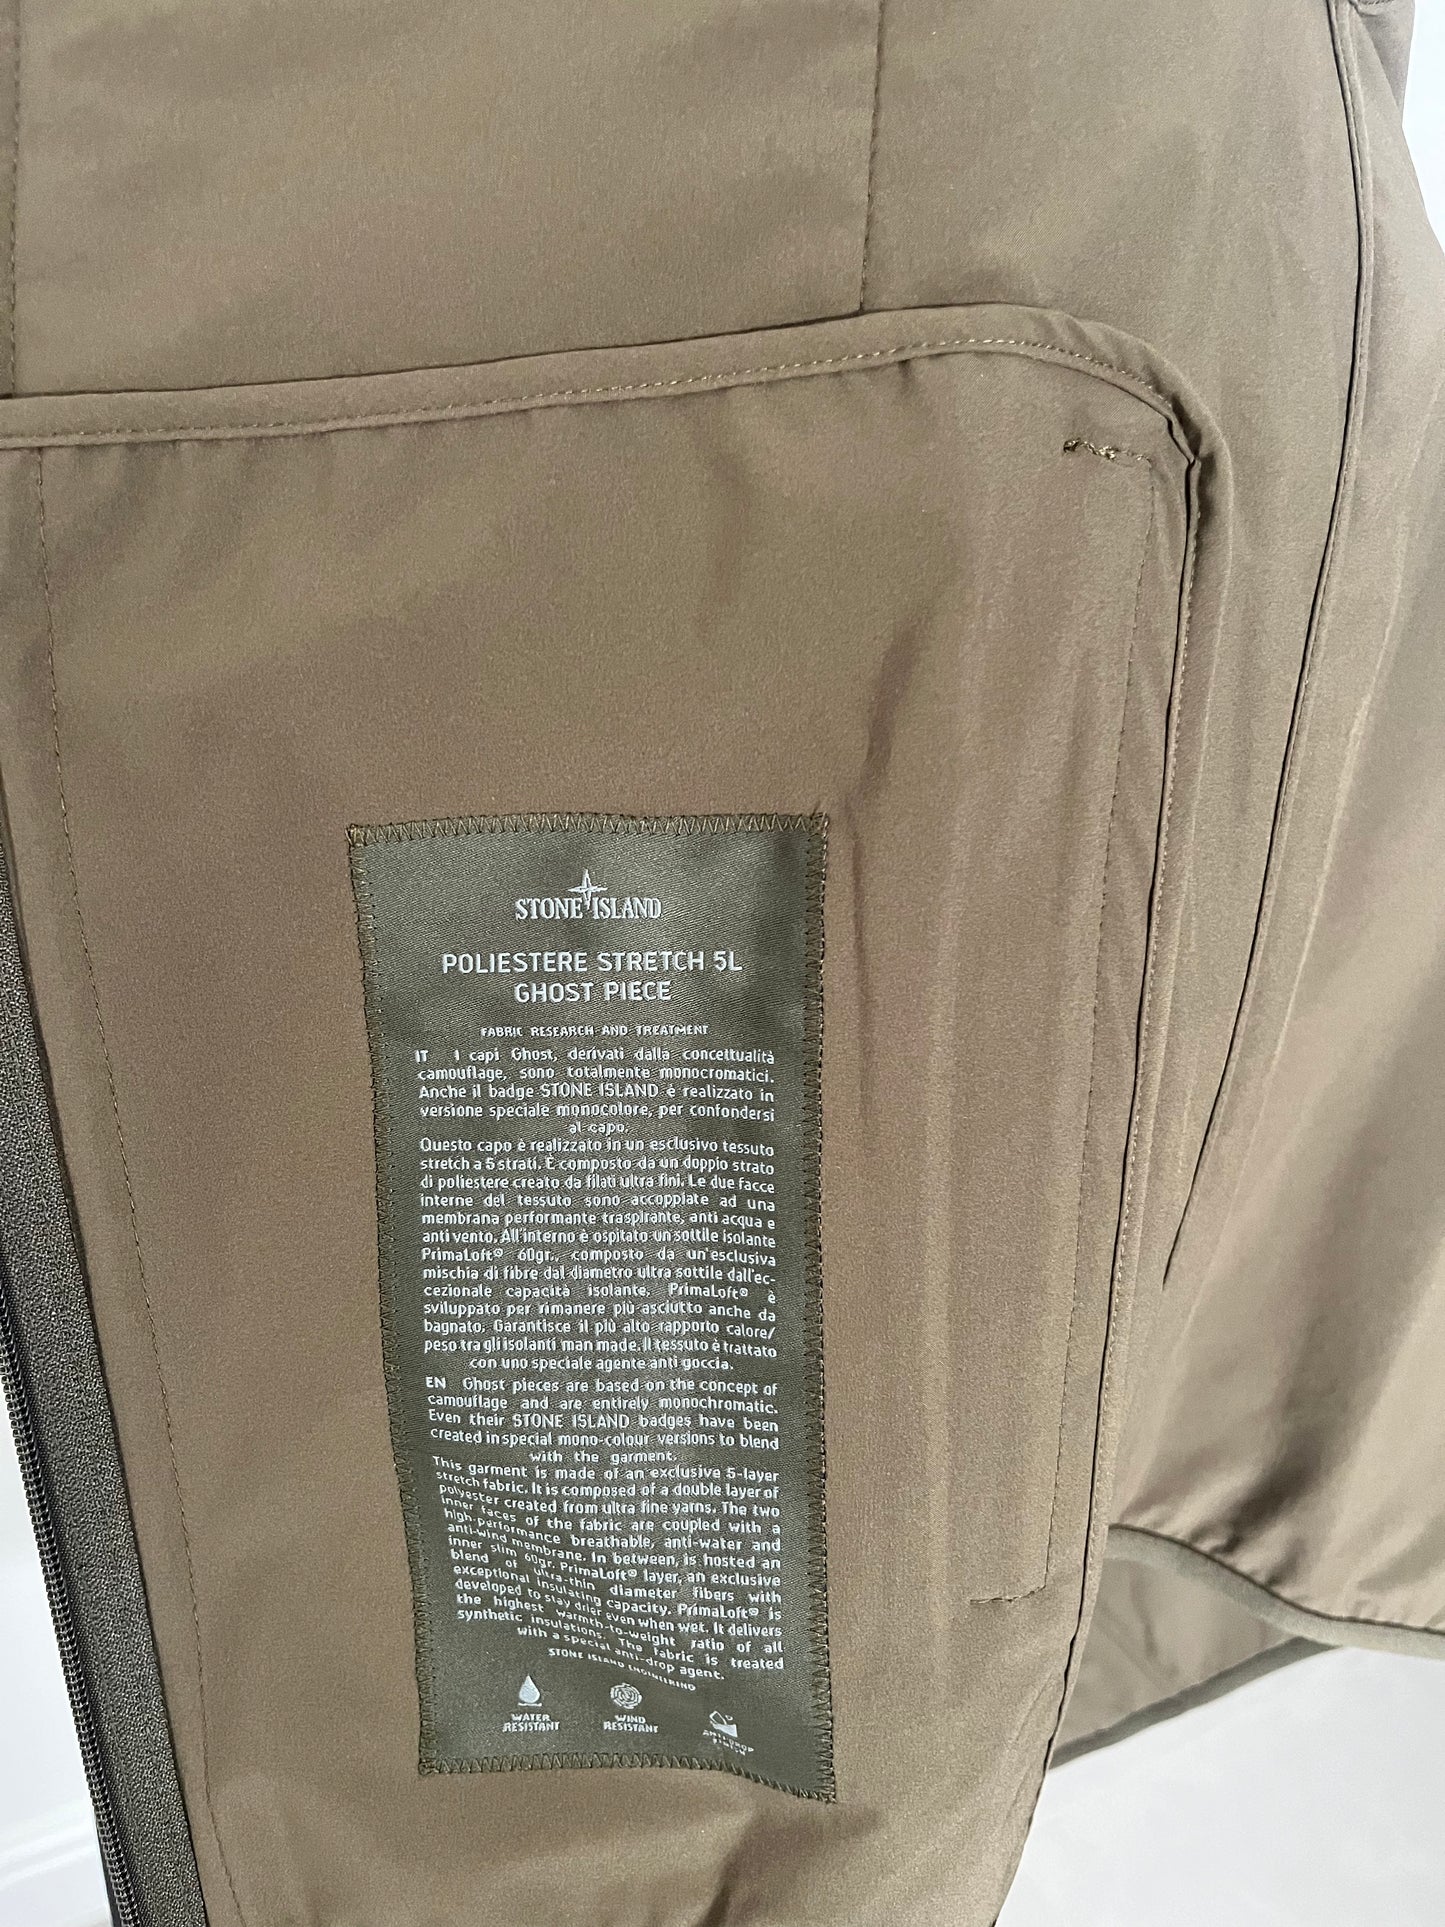 STONE ISLAND
POLIESTERE STRETCH 5L
GHOST PIECE
FABRIC RESEARCH AND TREATMENT
IT I capi Ghost, derivati dalla concettualità
camouflage, sono totalmente monocromatici.
Anche il badge STONE ISLAND è realizzato in
versione speciale monocolore, per confondersi
al capo.
Questo capo è realizzato in un esclusivo tessuto
stretch a 5 strati. È composto da un doppio strato
di poliestere creato da filati ultra fini. Le due facce
interne del tessuto sono accoppiate ad una
membrana performante traspirante, anti acqua e
anti vento. All'interno è ospitato un sottile isolante
PrimaLoft® 60gr., composto da un'esclusiva
mischia di fibre dal diametro ultra sottile dall'ec-
cezionale capacità isolante. PrimaLoft® è
sviluppato per rimanere più asciutto anche da
bagnato. Garantisce il più alto rapporto calore/
peso tra gli isolanti man made. Il tessuto è trattato
con uno speciale agente anti goccia.
EN Ghost pieces are based on the concept of
camouflage and are entirely monochromatic.
Even their STONE ISLAND badges have been
created in special mono-colour versions to blend
with the garment.
This garment is made of an exclusive 5-layer
stretch fabric. It is composed of a double layer of
polyester created from ultra fine yarns. The two
inner faces of the fabric are coupled with a
high-performance breathable, anti-water and
anti-wind membrane. In between, is hosted an
inner slim 60gr. PrimaLoft® layer, an exclusive
blend of ultra-thin diameter fibers with
exceptional insulating capacity. PrimaLoft® is
developed to stay drier even when wet. It delivers
the highest warmth-to-weight ratio of all
synthetic insulations. The fabric is treated
with a special anti-drop agent.
STONE ISLAND ENGINEERING
WATER
RESISTANT
WIND
RESISTANT
ANTI-DROP